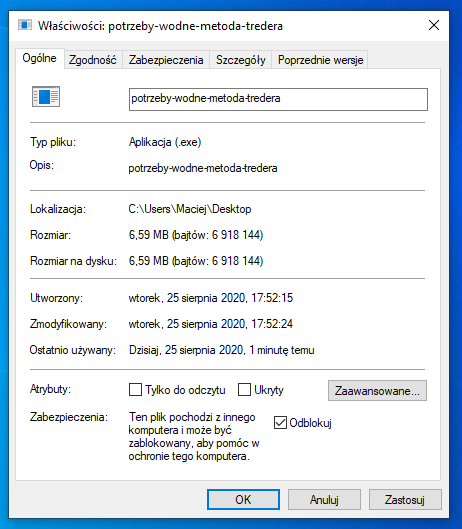 Właściwości: potrzeby-wodne-metoda-tredera
Ogólne Zgodność Zabezpieczenia Szczegóły Poprzednie wersje
potrzeby-wodne-metoda-tredera
Typ pliku: Aplikacja (.exe)
Opis: potrzeby-wodne-metoda-tredera
Lokalizacja: C:\Users\Maciej\Desktop
Rozmiar: 6,59 MB (bajtów: 6 918 144)
Rozmiar na dysku: 6,59 MB (bajtów: 6 918 144)
Utworzony: wtorek, 25 sierpnia 2020, 17:52:15
Zmodyfikowany: wtorek, 25 sierpnia 2020, 17:52:24
Ostatnio używany: Dzisiaj, 25 sierpnia 2020, 1 minutę temu
Atrybuty: Tylko do odczytu Ukryty Zaawansowane...
Zabezpieczenia: Ten plik pochodzi z innego
komputera i może być
zablokowany, aby pomóc w
ochronie tego komputera.
Odblokuj
OK Anuluj Zastosuj